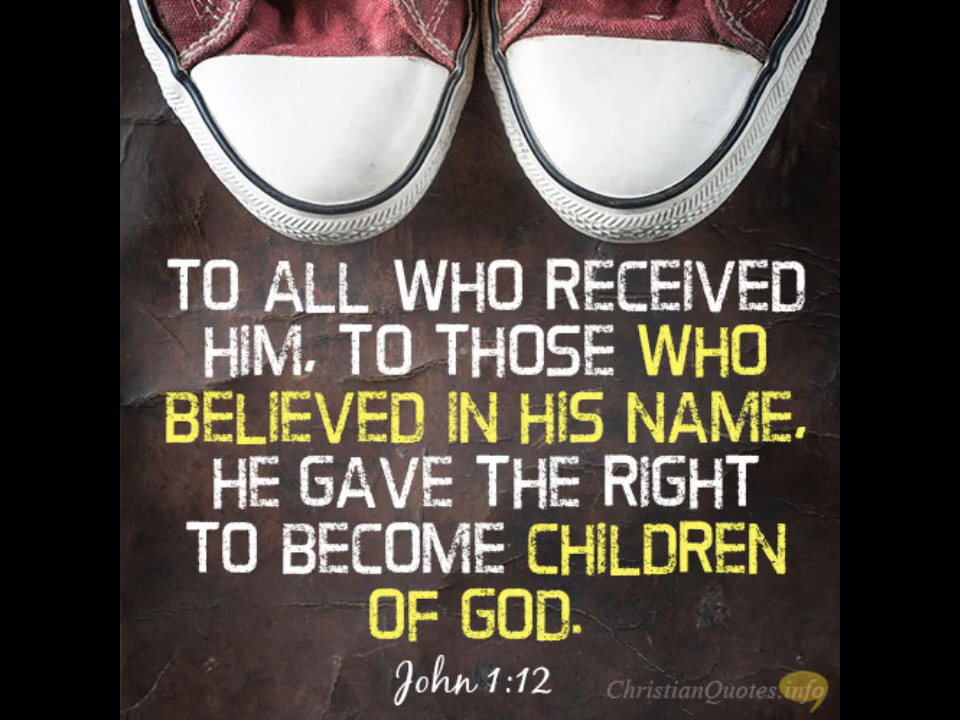 TO ALL WHO RECEIVED
HIM, TO THOSE WHO
BELIEVED IN HIS NAME,
HE GAVE THE RIGHT
TO BECOME CHILDREN
OF GOD.
John 1:12
ChristianQuotes.info